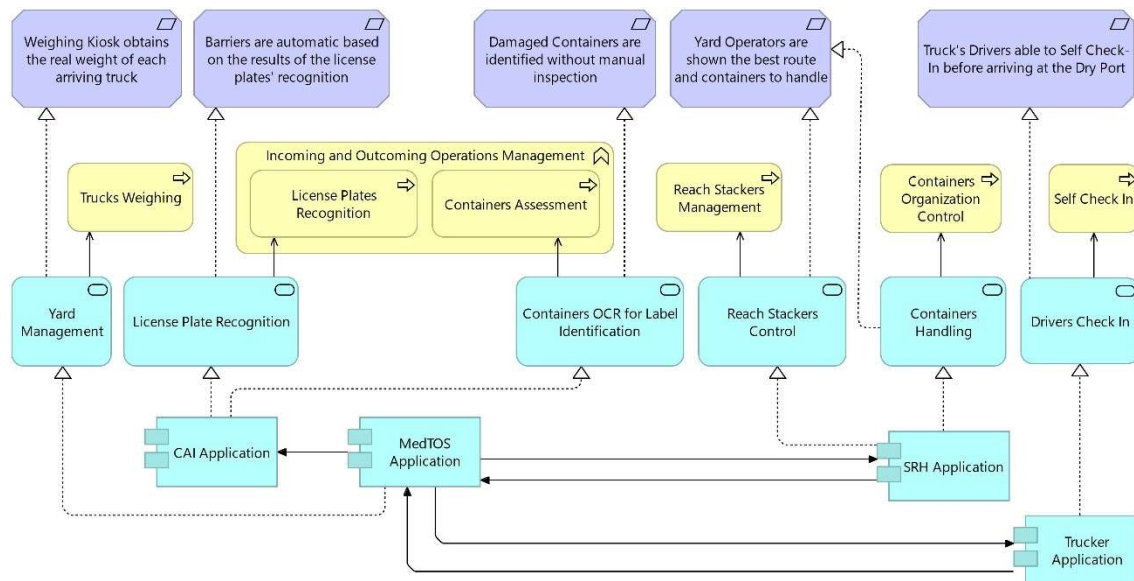 Weighing Kiosk obtains
the real weight of each
arriving truck
Barriers are automatic based
on the results of the license
plates' recognition
Damaged Containers are
identified without manual
inspection
Yard Operators are
shown the best route
and containers to handle
Truck's Drivers able to Self Check-
In before arriving at the Dry Port
Incoming and Outcoming Operations Management
Trucks Weighing
License Plates
Recognition
Containers Assessment
Reach Stackers
Management
Containers
Organization
Control
Self Check In
Yard
Management
License Plate Recognition
Containers OCR for Label
Identification
Reach Stackers
Control
Containers
Handling
Drivers Check In
CAI Application
MedTOS
Application
SRH Application
Trucker
Application